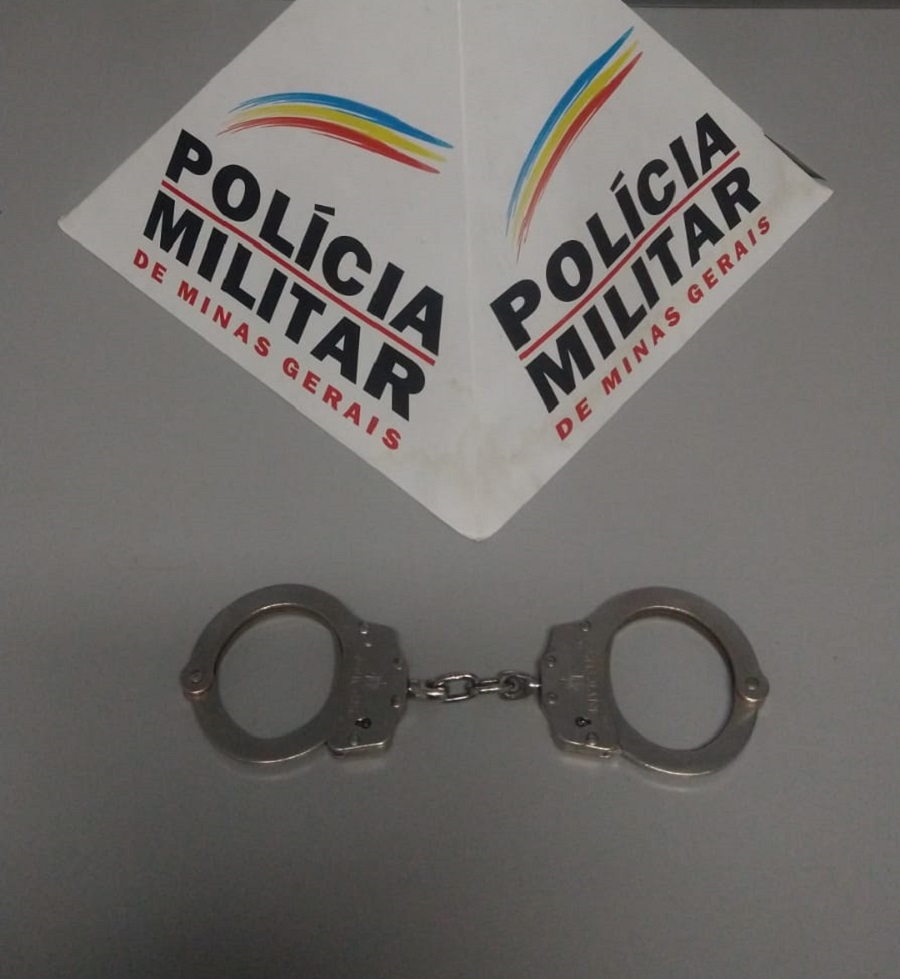 POLÍCIA
MILITAR
DE MINAS GERAIS
POLÍCIA
MILITAR
DE MINAS GERAIS